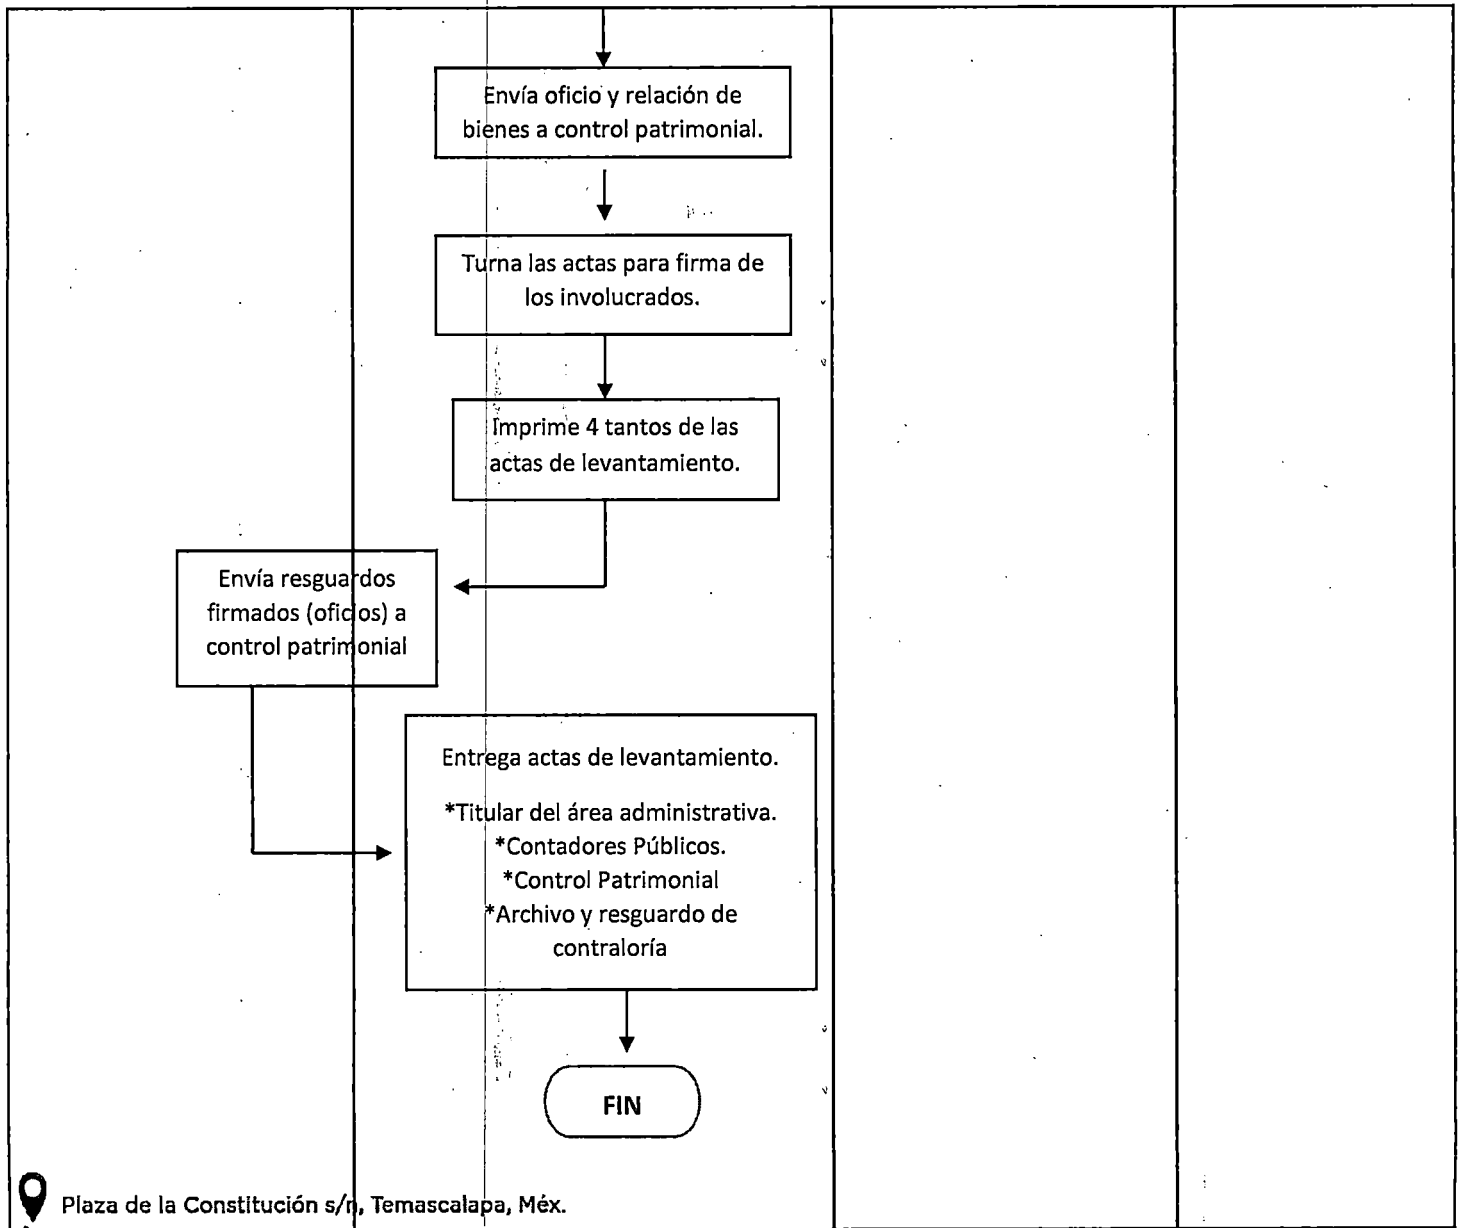 Envía oficio y relación de
bienes a control patrimonial.
Turna las actas para firma de
los involucrados.
Imprime 4 tantos de las
actas de levantamiento.
Envía resguardos
firmados (oficios) a
control patrimonial
Entrega actas de levantamiento.
*Titular del área administrativa.
*Contadores Públicos.
*Control Patrimonial
*Archivo y resguardo de
contraloría
FIN
Plaza de la Constitución s/n, Temascalapa, Méx.